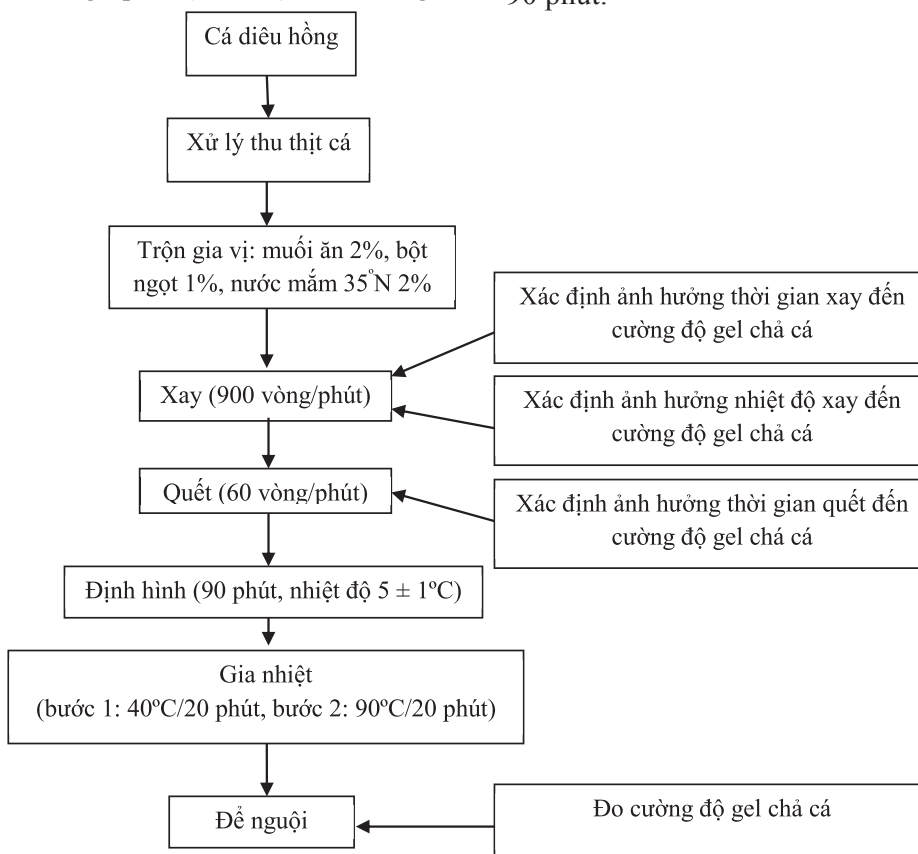 90 phút.
Cá diêu hồng
Xử lý thu thịt cá
Trộn gia vị: muối ăn 2%, bột
ngọt 1%, nước mắm 35°N 2%
Xác định ảnh hưởng thời gian xay đến
cường độ gel chả cá
Xay (900 vòng/phút)
Xác định ảnh hưởng nhiệt độ xay đến
cường độ gel chả cá
Quết (60 vòng/phút)
Xác định ảnh hưởng thời gian quết đến
cường độ gel chá cá
Định hình (90 phút, nhiệt độ 5 ± 1ºC)
Gia nhiệt
(bước 1: 40ºC/20 phút, bước 2: 90ºC/20 phút)
Để nguội
Đo cường độ gel chả cá